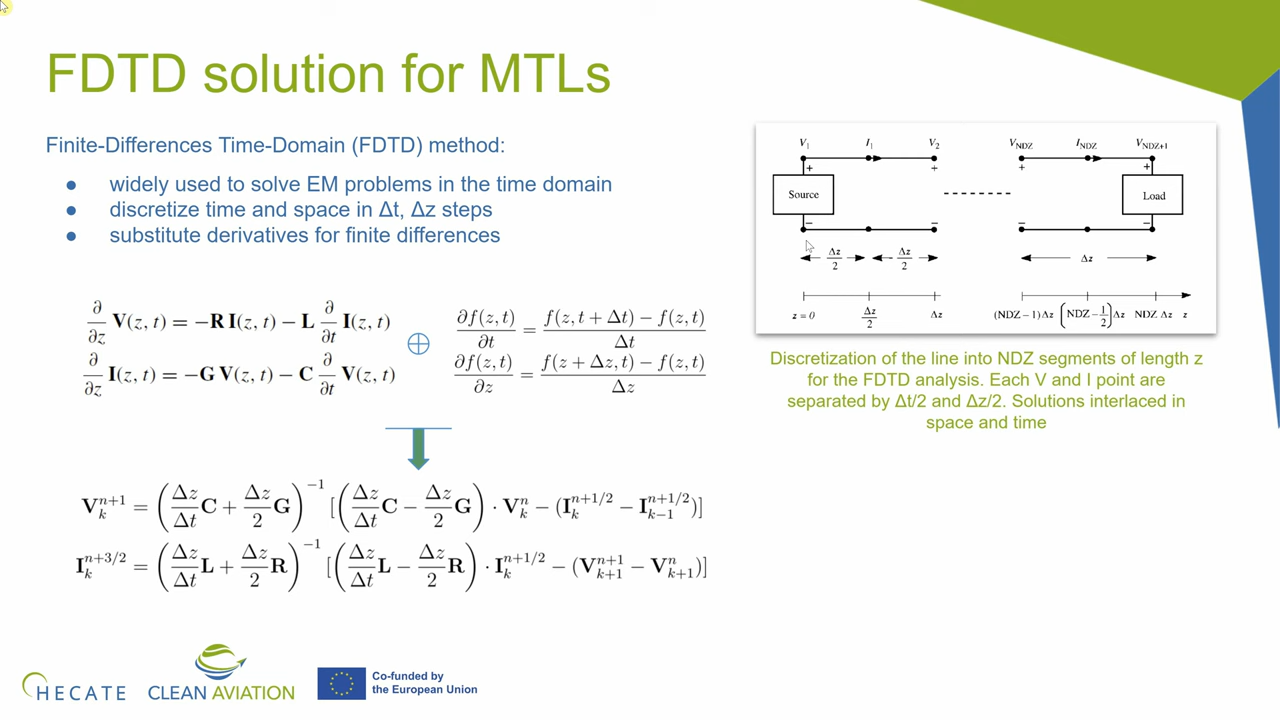 FDTD solution for MTLs
Finite-Differences Time-Domain (FDTD) method:
● widely used to solve EM problems in the time domain
● discretize time and space in Δt, Δz steps
● substitute derivatives for finite differences
∂/∂z V(z, t) = −R I(z, t) − L ∂/∂t I(z, t)
∂/∂z I(z, t) = −G V(z, t) − C ∂/∂t V(z, t)
⊕
∂f(z, t)/∂t = (f(z, t + Δt) − f(z, t))/Δt
∂f(z, t)/∂z = (f(z + Δz, t) − f(z, t))/Δz
V_k^{n+1} = (Δz/Δt C + Δz/2 G)^{−1} [(Δz/Δt C − Δz/2 G) · V_k^n − (I_k^{n+1/2} − I_{k−1}^{n+1/2})]
I_k^{n+3/2} = (Δz/Δt L + Δz/2 R)^{−1} [(Δz/Δt L − Δz/2 R) · I_k^{n+1/2} − (V_{k+1}^{n+1} − V_{k+1}^n)]
V_1 I_1 V_2 V_NDZ I_NDZ V_NDZ+1
+ + + +
Source Load
− − − −
Δz/2 Δz/2 Δz
z = 0 Δz/2 Δz (NDZ − 1) Δz (NDZ − 1/2) Δz NDZ Δz z
Discretization of the line into NDZ segments of length z
for the FDTD analysis. Each V and I point are
separated by Δt/2 and Δz/2. Solutions interlaced in
space and time
HECATE
CLEAN AVIATION
Co-funded by
the European Union